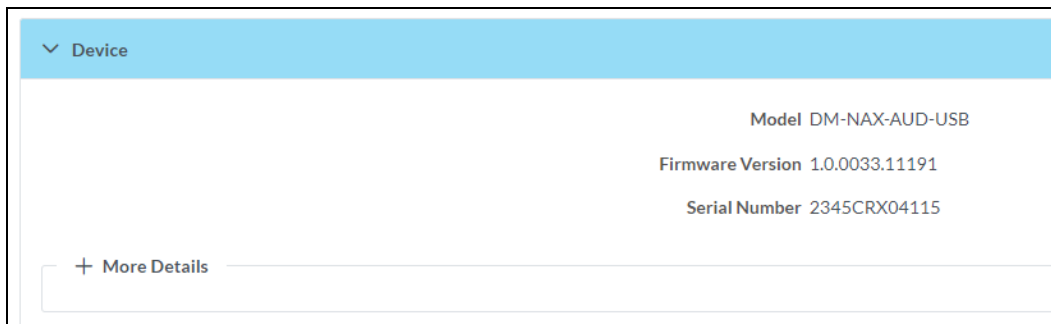 Device
Model DM-NAX-AUD-USB
Firmware Version 1.0.0033.11191
Serial Number 2345CRX04115
+ More Details